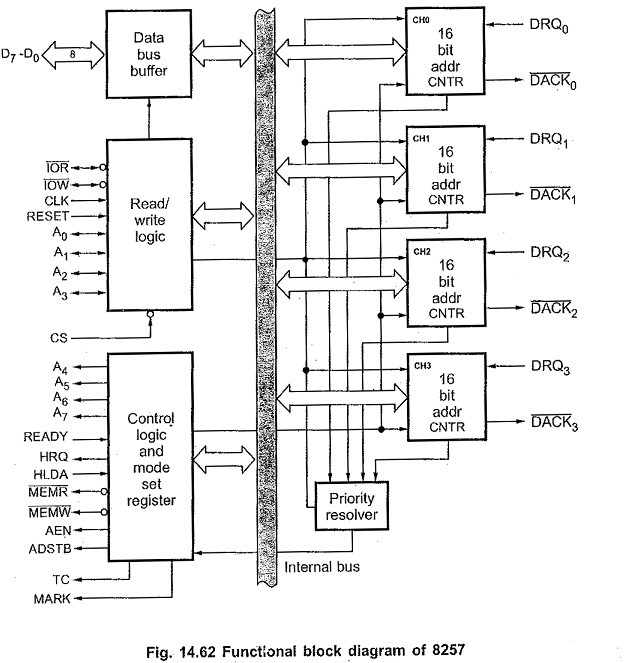 D7 -D0
8
Data
bus
buffer
IOR
IOW
CLK
RESET
A0
A1
A2
A3
CS
Read/
write
logic
A4
A5
A6
A7
READY
HRQ
HLDA
MEMR
MEMW
AEN
ADSTB
TC
MARK
Control
logic
and
mode
set
register
CH0
16
bit
addr
CNTR
DRQ0
DACK0
CH1
16
bit
addr
CNTR
DRQ1
DACK1
CH2
16
bit
addr
CNTR
DRQ2
DACK2
CH3
16
bit
addr
CNTR
DRQ3
DACK3
Priority
resolver
Internal bus
Fig. 14.62 Functional block diagram of 8257